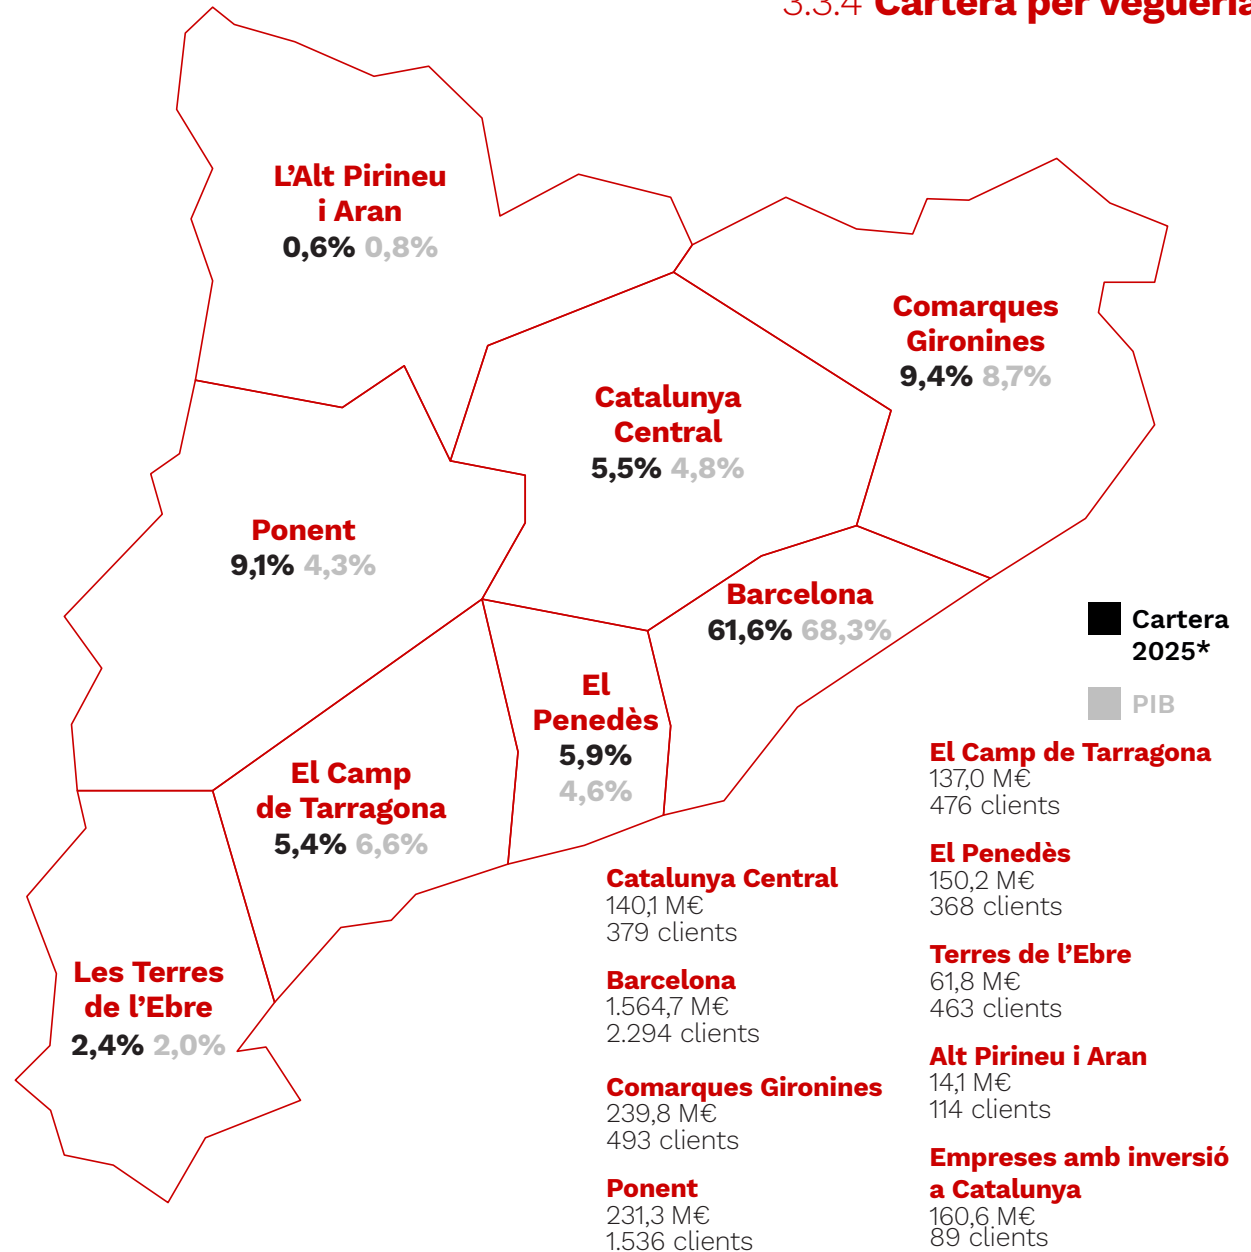 3.3.4 Cartera per vegueria
L'Alt Pirineu
i Aran
0,6% 0,8%
Comarques
Gironines
9,4% 8,7%
Catalunya
Central
5,5% 4,8%
Ponent
9,1% 4,3%
Barcelona
61,6% 68,3%
Cartera
2025*
PIB
El
Penedès
5,9%
4,6%
El Camp
de Tarragona
5,4% 6,6%
Les Terres
de l'Ebre
2,4% 2,0%
Catalunya Central
140,1 M€
379 clients
Barcelona
1.564,7 M€
2.294 clients
Comarques Gironines
239,8 M€
493 clients
Ponent
231,3 M€
1.536 clients
El Camp de Tarragona
137,0 M€
476 clients
El Penedès
150,2 M€
368 clients
Terres de l'Ebre
61,8 M€
463 clients
Alt Pirineu i Aran
14,1 M€
114 clients
Empreses amb inversió
a Catalunya
160,6 M€
89 clients